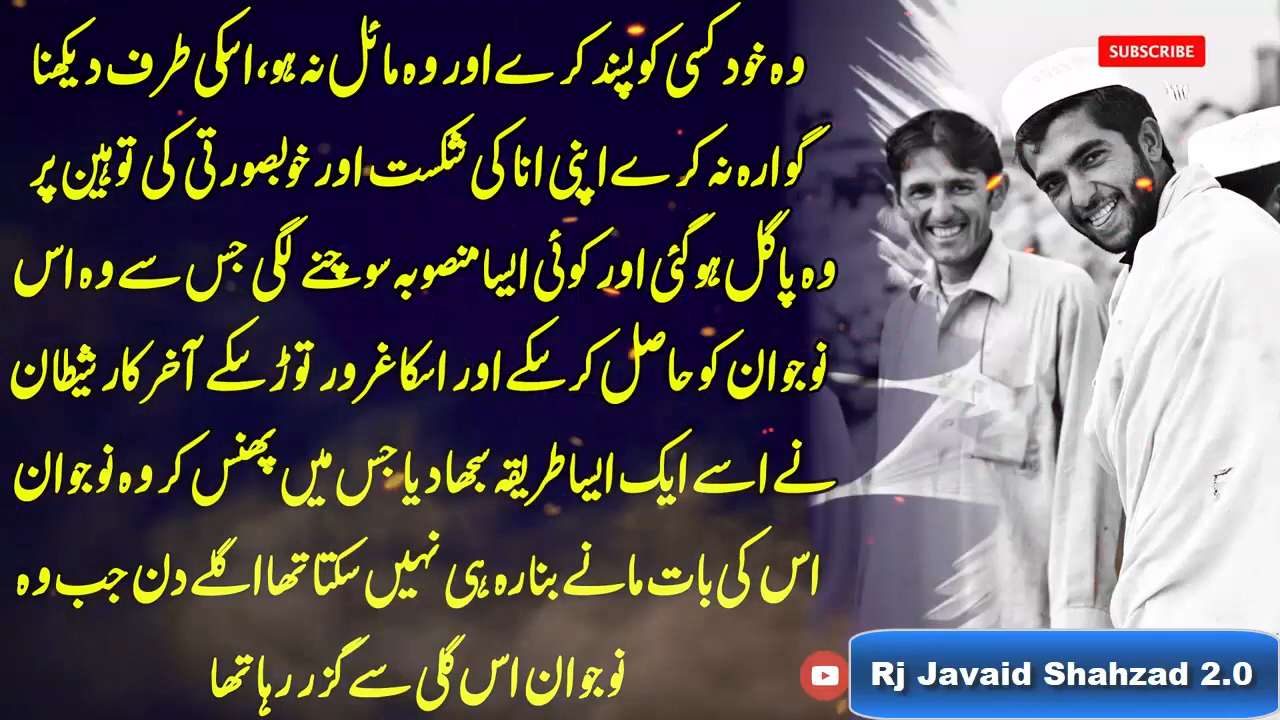 وہ خود کسی کو پسند کرے اور وہ مائل نہ ہو، اسکی طرف دیکھنا
گوارہ نہ کرے اپنی انا کی شکست اور خوبصورتی کی توہین پر
وہ پاگل ہو گئی اور کوئی ایسا منصوبہ سوچنے لگی جس سے وہ اس
نوجوان کو حاصل کر سکے اور اسکا غرور توڑ سکے آخر کار شیطان
نے اسے ایک ایسا طریقہ سجھا دیا جس میں پھنس کر وہ نوجوان
اس کی بات مانے بنا رہ ہی نہیں سکتا تھا اگلے دن جب وہ
نوجوان اس گلی سے گزر رہا تھا
SUBSCRIBE
Rj Javaid Shahzad 2.0